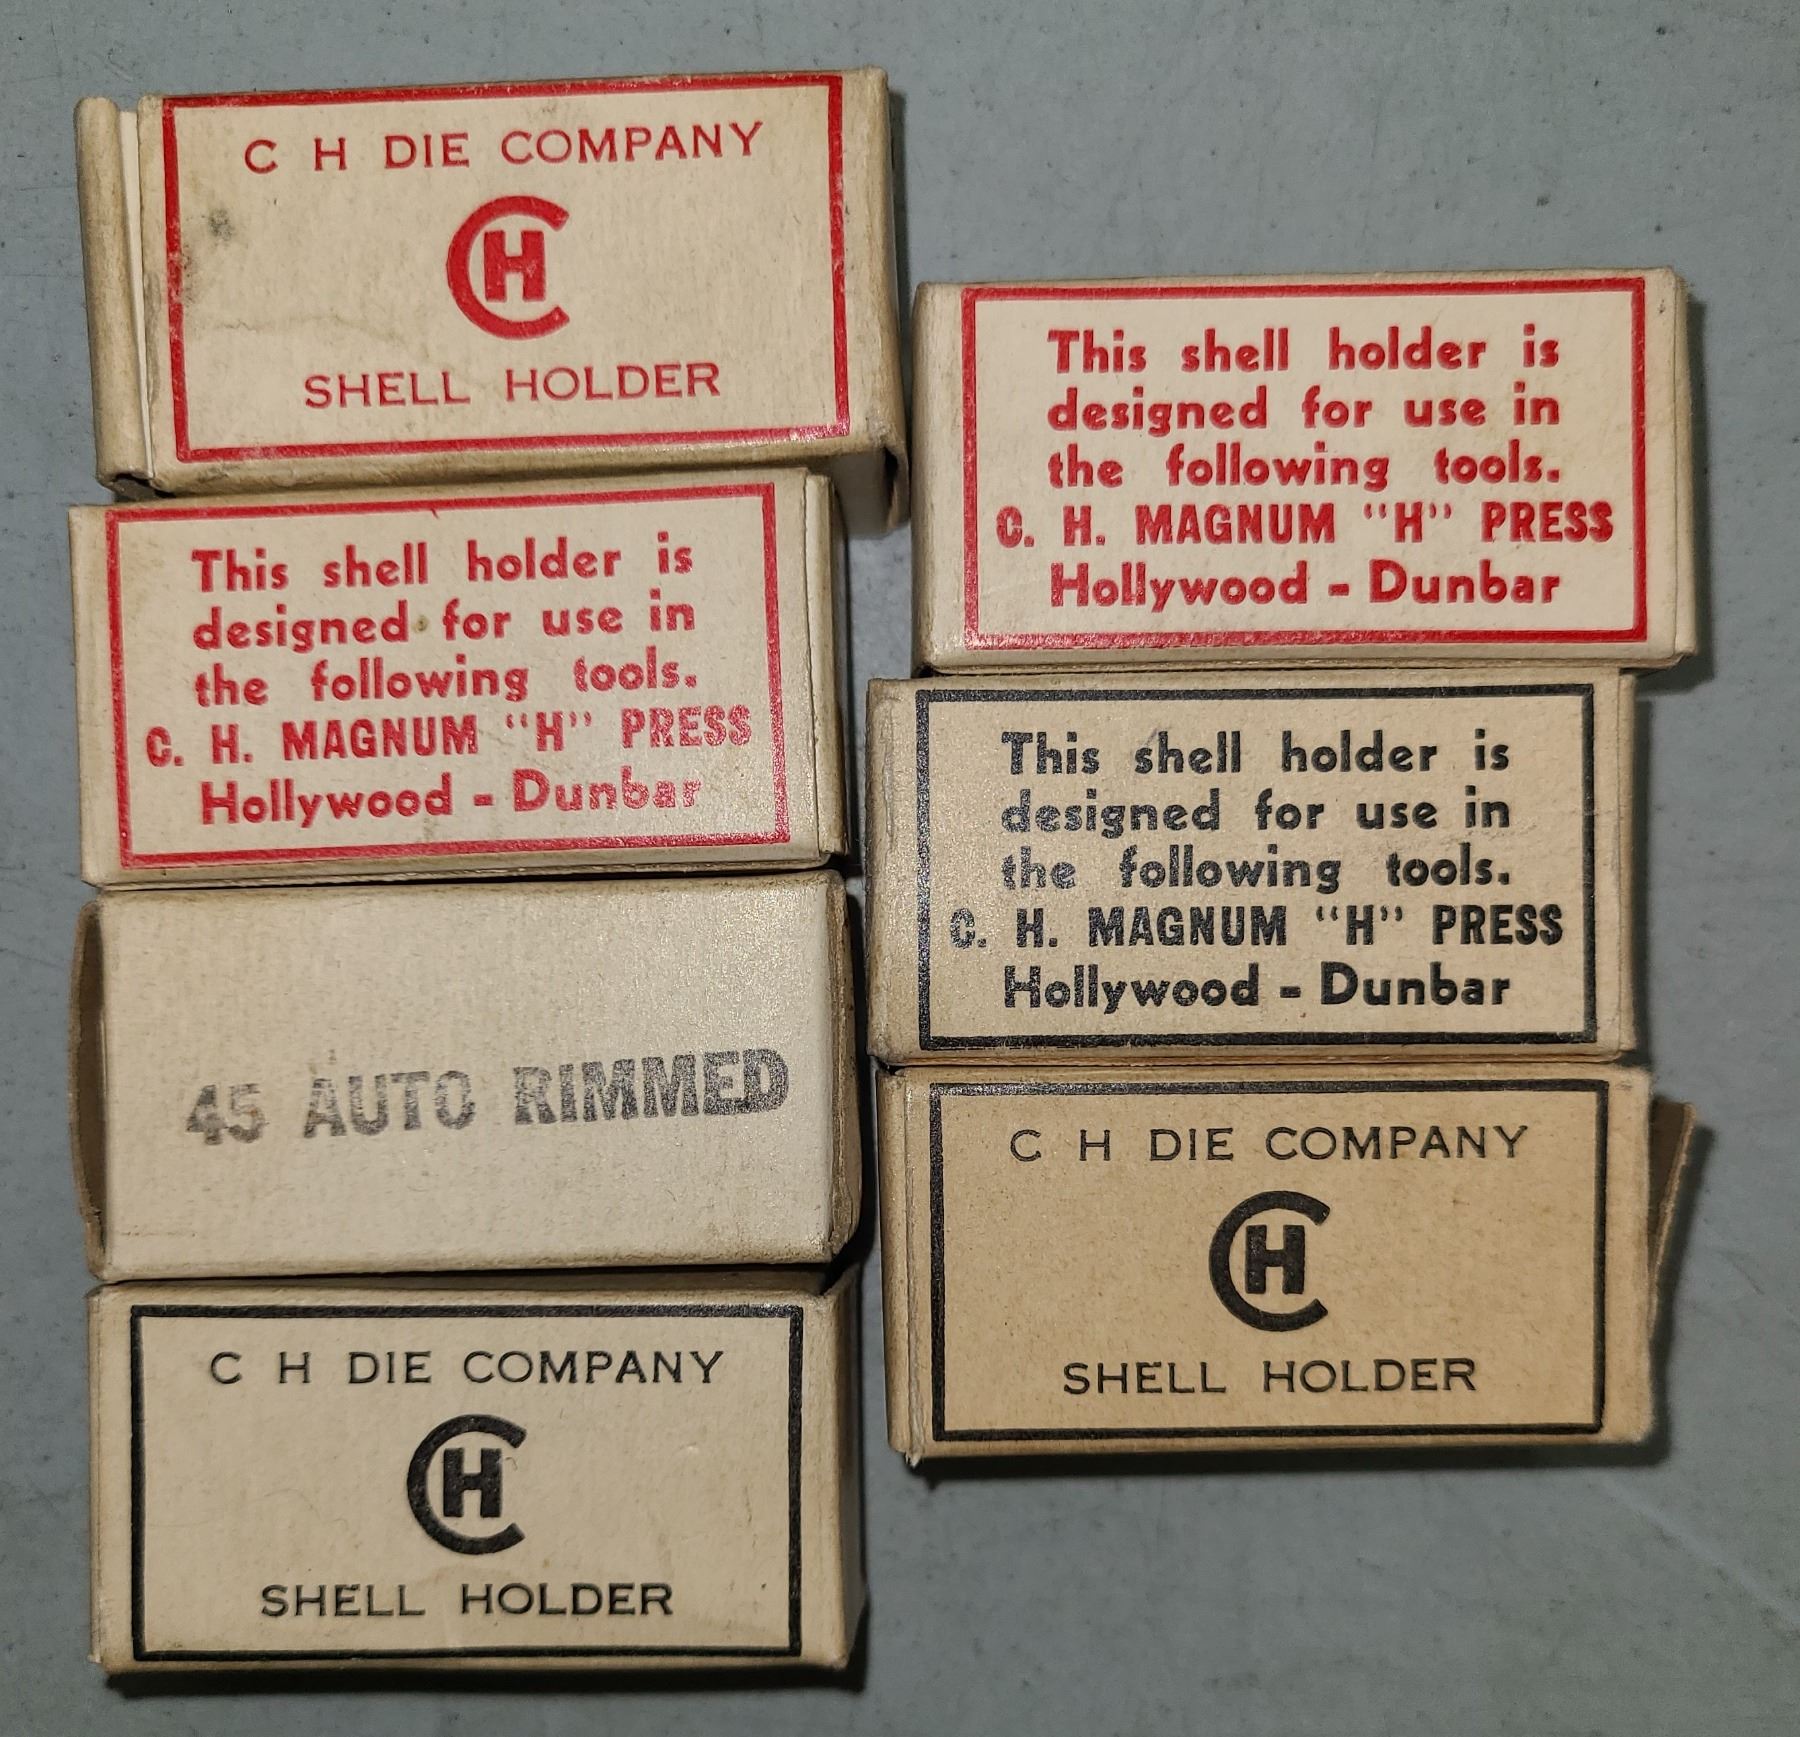 C H DIE COMPANY
CH
SHELL HOLDER
This shell holder is
designed for use in
the following tools.
C. H. MAGNUM "H" PRESS
Hollywood - Dunbar
45 AUTO RIMMED
C H DIE COMPANY
CH
SHELL HOLDER
This shell holder is
designed for use in
the following tools.
C. H. MAGNUM "H" PRESS
Hollywood - Dunbar
This shell holder is
designed for use in
the following tools.
C. H. MAGNUM "H" PRESS
Hollywood - Dunbar
C H DIE COMPANY
CH
SHELL HOLDER